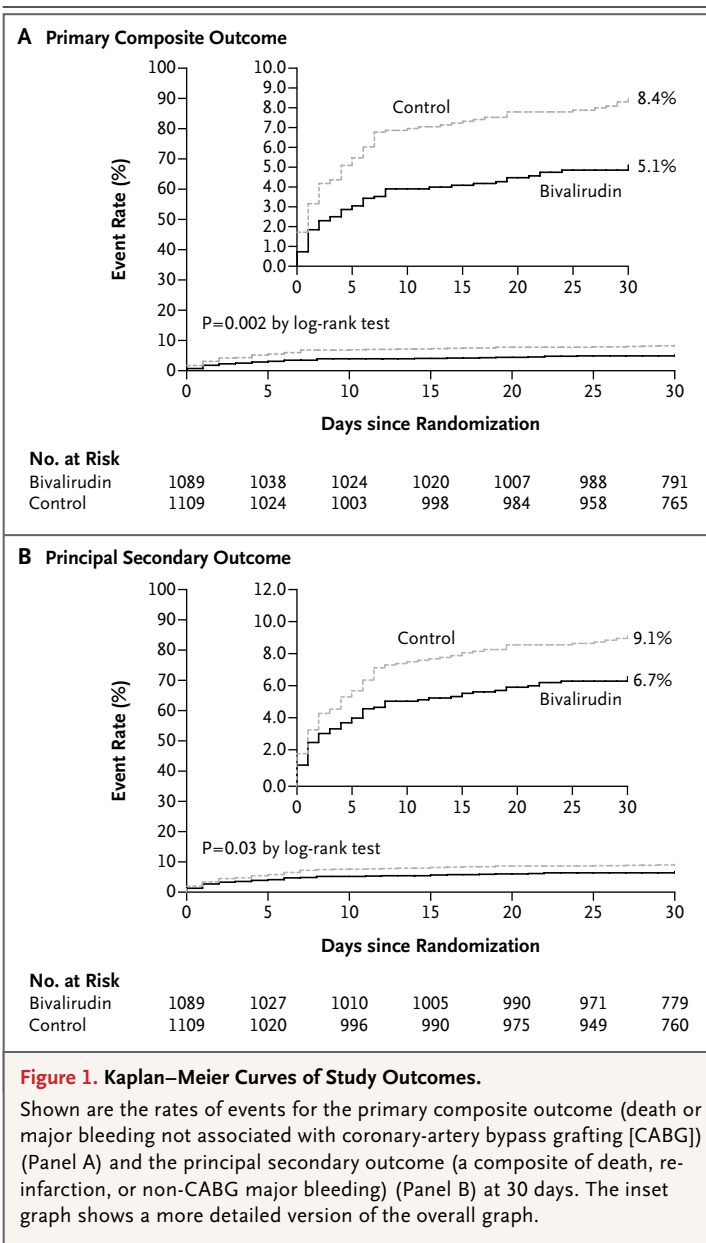 A Primary Composite Outcome
100
90
80
70
60
50
40
30
20
10
0
Event Rate (%)
10.0
9.0
8.0
7.0
6.0
5.0
4.0
3.0
2.0
1.0
0.0
Control
8.4%
5.1%
Bivalirudin
0 5 10 15 20 25 30
P=0.002 by log-rank test
0 5 10 15 20 25 30
Days since Randomization
No. at Risk
Bivalirudin 1089 1038 1024 1020 1007 988 791
Control 1109 1024 1003 998 984 958 765
B Principal Secondary Outcome
100
90
80
70
60
50
40
30
20
10
0
Event Rate (%)
12.0
10.0
8.0
6.0
4.0
2.0
0.0
Control
9.1%
6.7%
Bivalirudin
0 5 10 15 20 25 30
P=0.03 by log-rank test
0 5 10 15 20 25 30
Days since Randomization
No. at Risk
Bivalirudin 1089 1027 1010 1005 990 971 779
Control 1109 1020 996 990 975 949 760
Figure 1. Kaplan–Meier Curves of Study Outcomes.
Shown are the rates of events for the primary composite outcome (death or
major bleeding not associated with coronary-artery bypass grafting [CABG])
(Panel A) and the principal secondary outcome (a composite of death, re-
infarction, or non-CABG major bleeding) (Panel B) at 30 days. The inset
graph shows a more detailed version of the overall graph.